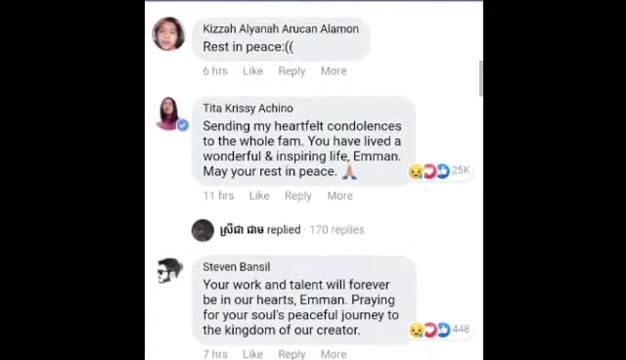 Kizzah Alyanah Arucan Alamon
Rest in peace:((
6 hrs Like Reply More
Tita Krissy Achino
Sending my heartfelt condolences
to the whole fam. You have lived a
wonderful & inspiring life, Emman.
May your rest in peace. 🙏
25K
11 hrs Like Reply More
ស្រីជា ជាម replied · 170 replies
Steven Bansil
Your work and talent will forever
be in our hearts, Emman. Praying
for your soul's peaceful journey to
the kingdom of our creator.
448
7 hrs Like Reply More